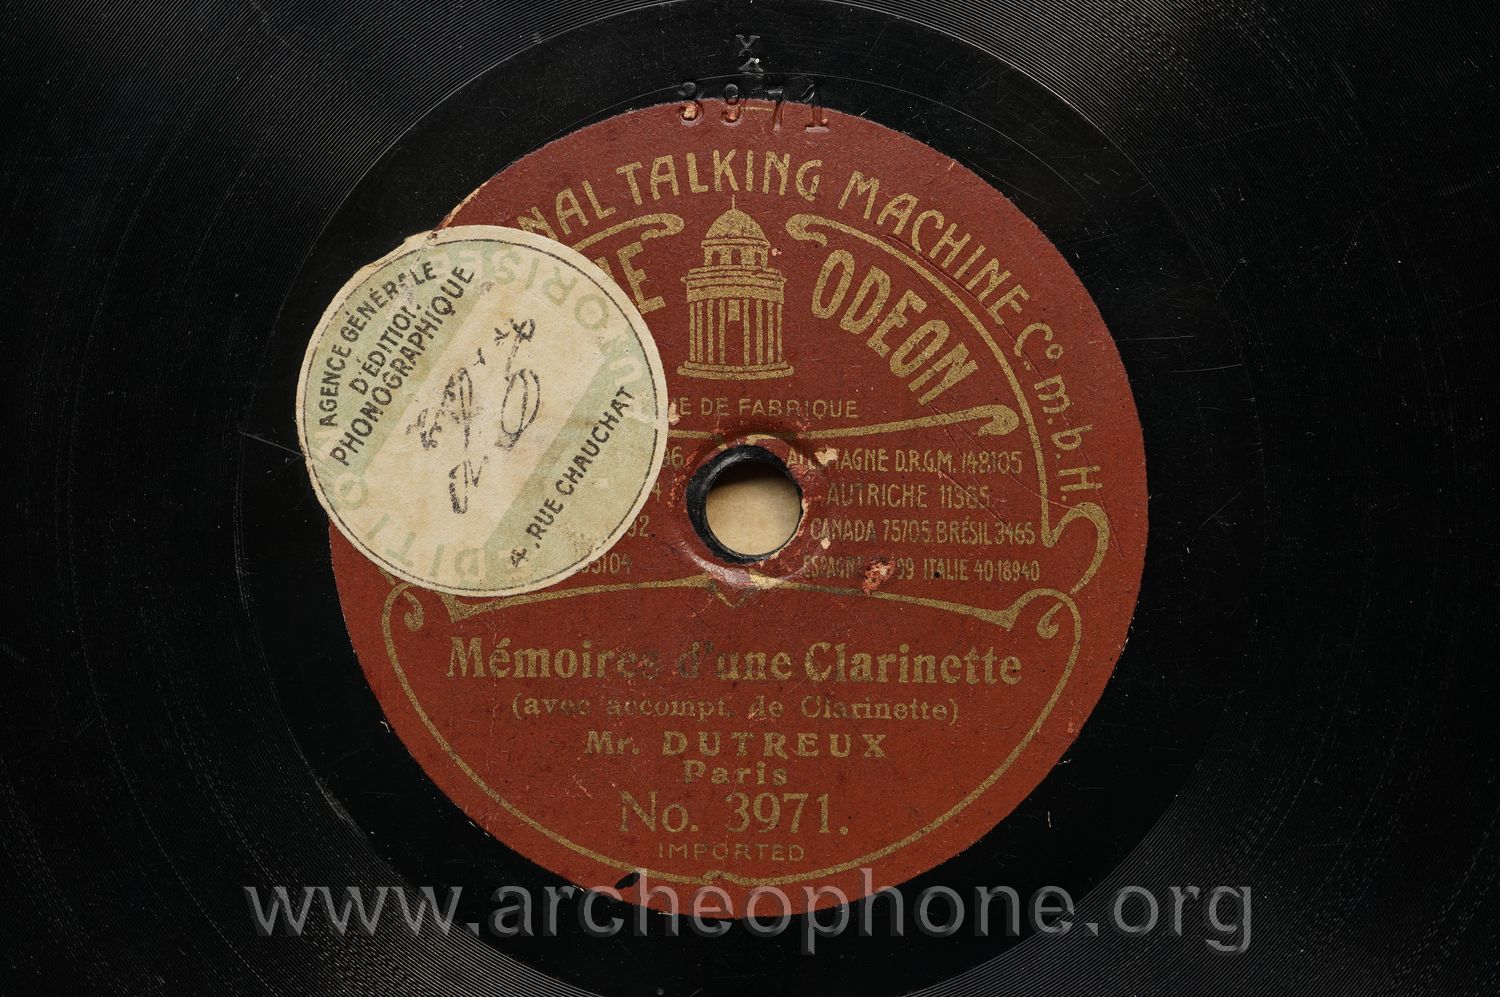 X
3971
NAL TALKING MACHINE Co. m.b.H.
ODEON
DE FABRIQUE
ALLEMAGNE D.R.G.M. 148105
AUTRICHE 11385
CANADA 75705. BRÉSIL 3465
ITALIE 40-18940
AGENCE GÉNÉRALE
D'ÉDITION
PHONOGRAPHIQUE
4, RUE CHAUCHAT
Mémoires d'une Clarinette
(avec accompt. de Clarinette)
Mr. DUTREUX
Paris
No. 3971.
IMPORTED
www.archeophone.org